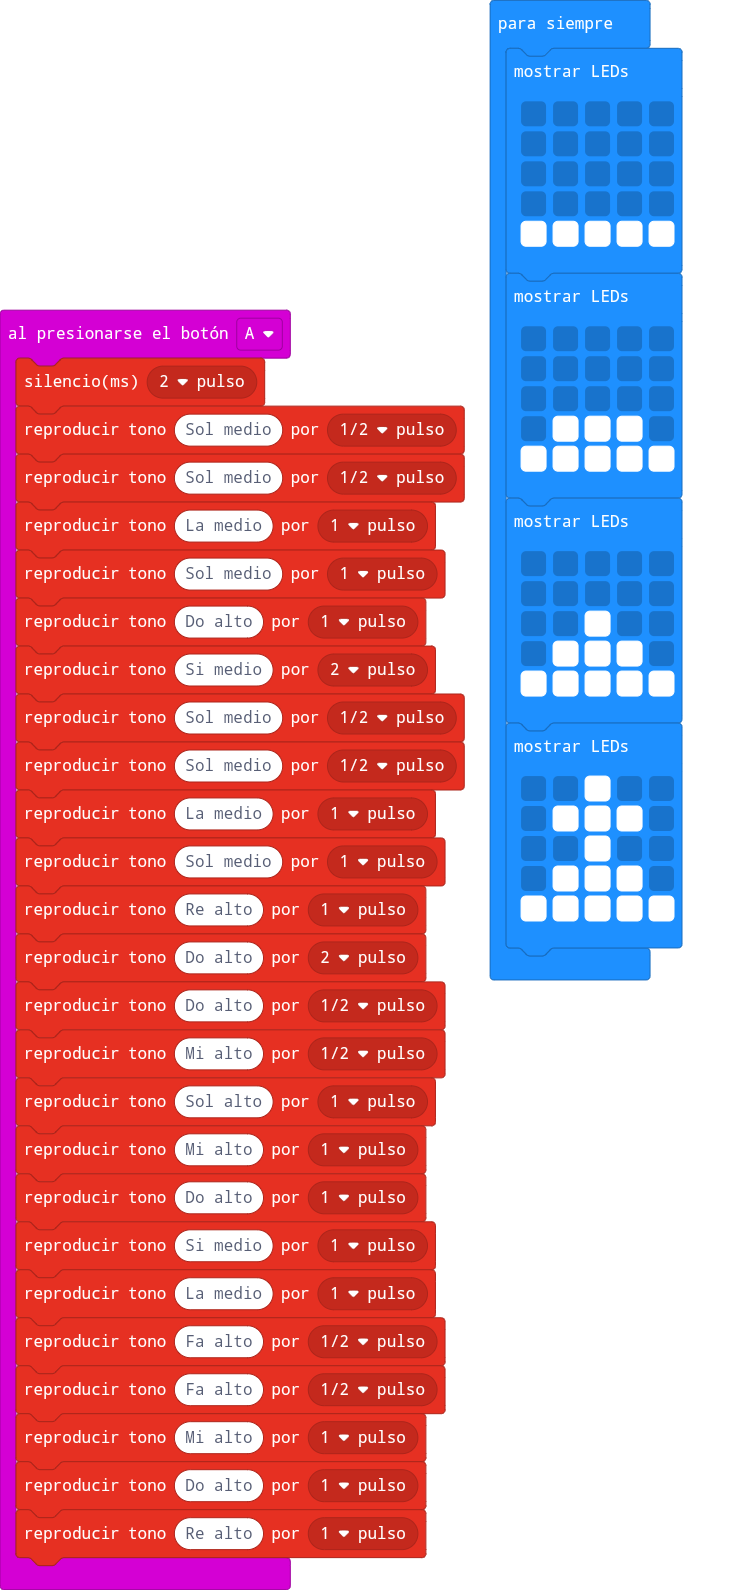 para siempre
mostrar LEDs
mostrar LEDs
mostrar LEDs
mostrar LEDs
al presionarse el botón A
silencio(ms) 2 pulso
reproducir tono Sol medio por 1/2 pulso
reproducir tono Sol medio por 1/2 pulso
reproducir tono La medio por 1 pulso
reproducir tono Sol medio por 1 pulso
reproducir tono Do alto por 1 pulso
reproducir tono Si medio por 2 pulso
reproducir tono Sol medio por 1/2 pulso
reproducir tono Sol medio por 1/2 pulso
reproducir tono La medio por 1 pulso
reproducir tono Sol medio por 1 pulso
reproducir tono Re alto por 1 pulso
reproducir tono Do alto por 2 pulso
reproducir tono Do alto por 1/2 pulso
reproducir tono Mi alto por 1/2 pulso
reproducir tono Sol alto por 1 pulso
reproducir tono Mi alto por 1 pulso
reproducir tono Do alto por 1 pulso
reproducir tono Si medio por 1 pulso
reproducir tono La medio por 1 pulso
reproducir tono Fa alto por 1/2 pulso
reproducir tono Fa alto por 1/2 pulso
reproducir tono Mi alto por 1 pulso
reproducir tono Do alto por 1 pulso
reproducir tono Re alto por 1 pulso